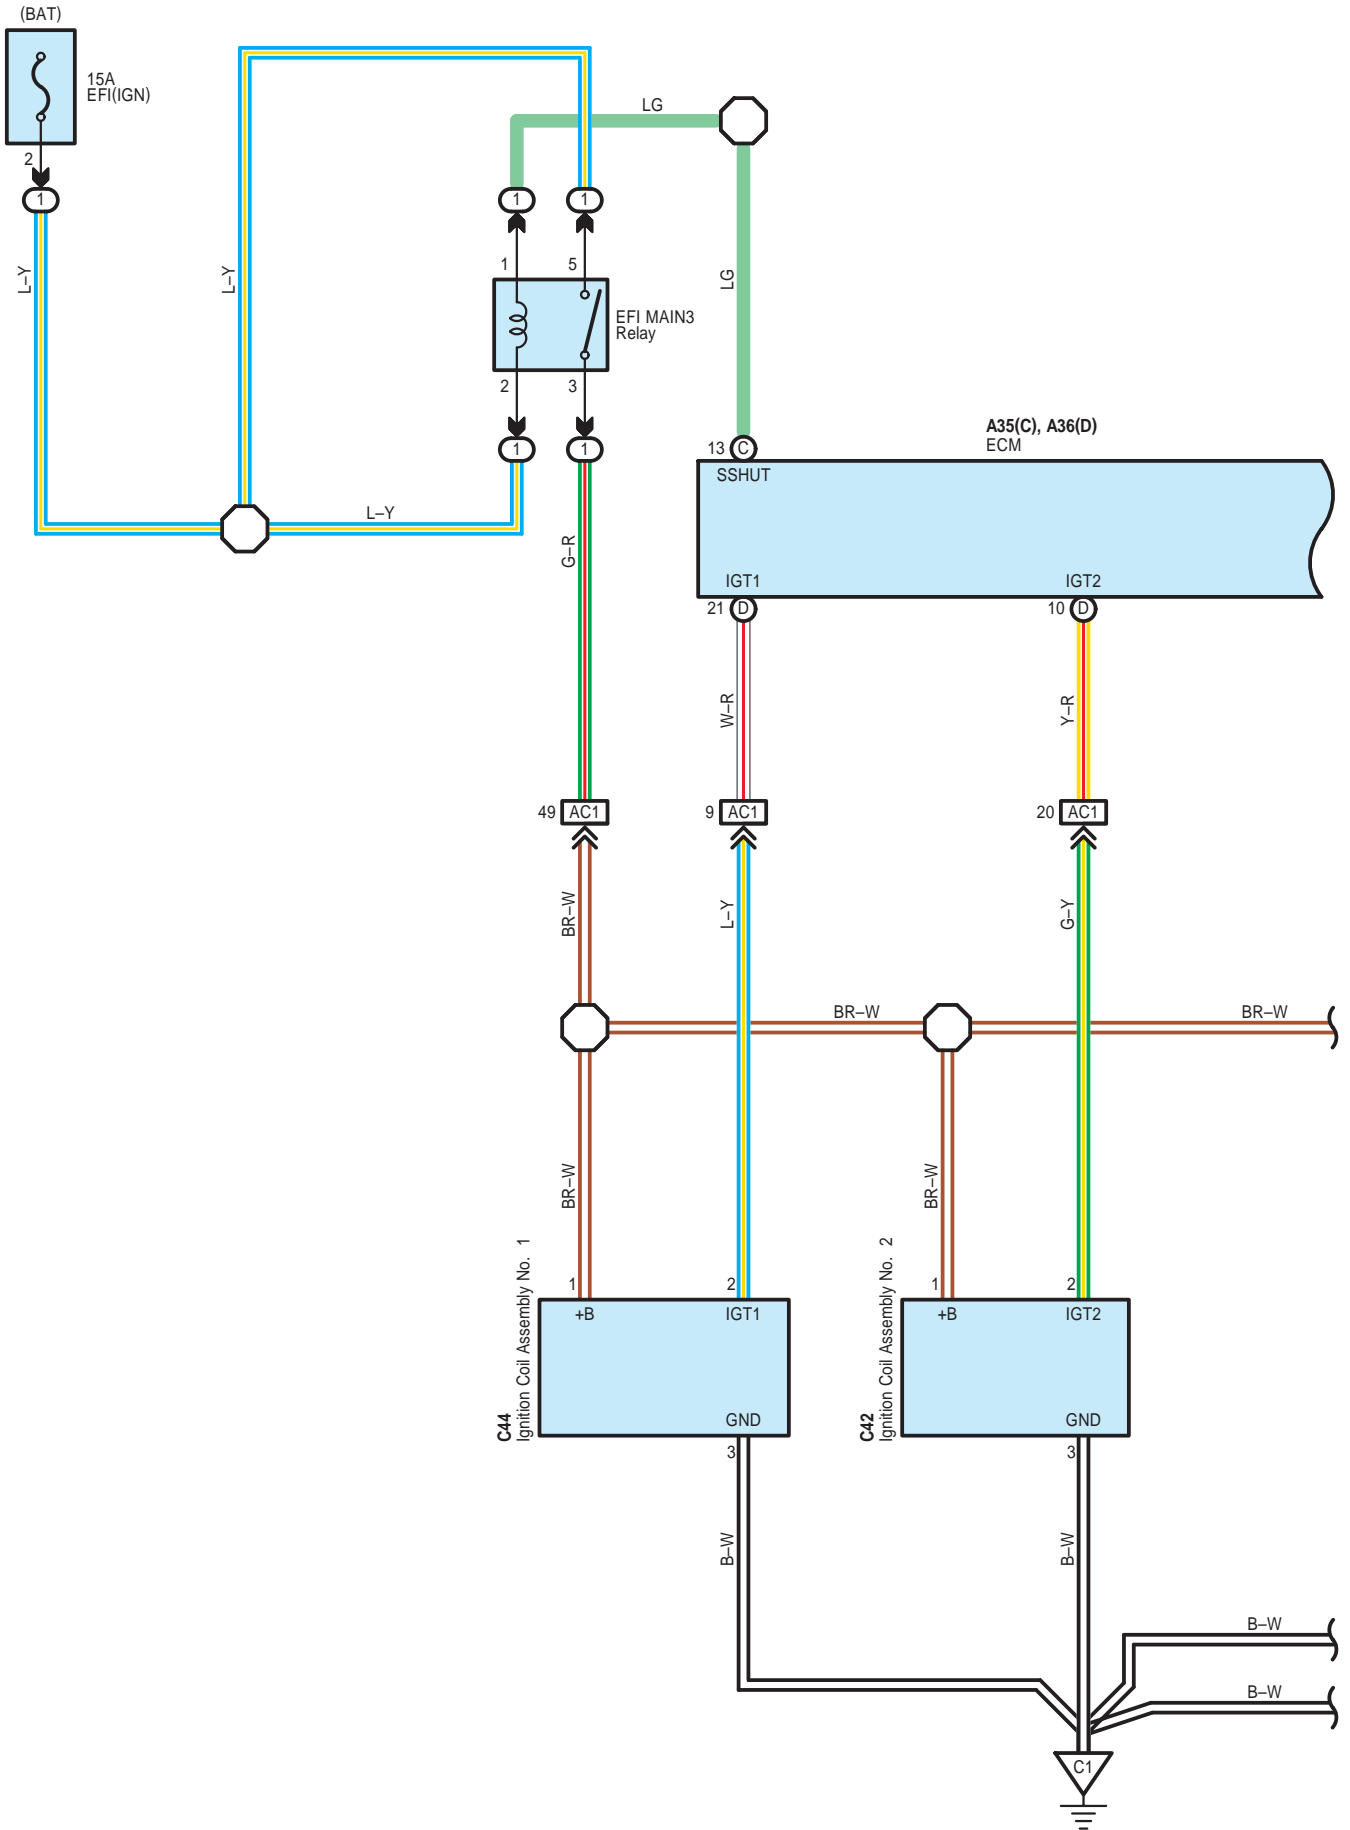 (BAT)
15A
EFI(IGN)
2
1
L–Y
L–Y
L–Y
LG
LG
1
1
1
5
EFI MAIN3
Relay
2
3
1
1
G–R
A35(C), A36(D)
ECM
13
C
SSHUT
IGT1
IGT2
21
D
10
D
W–R
Y–R
49
AC1
9
AC1
20
AC1
BR–W
L–Y
G–Y
BR–W
BR–W
BR–W
BR–W
C44
Ignition Coil Assembly No. 1
1
2
+B
IGT1
GND
3
C42
Ignition Coil Assembly No. 2
1
2
+B
IGT2
GND
3
B–W
B–W
B–W
B–W
C1